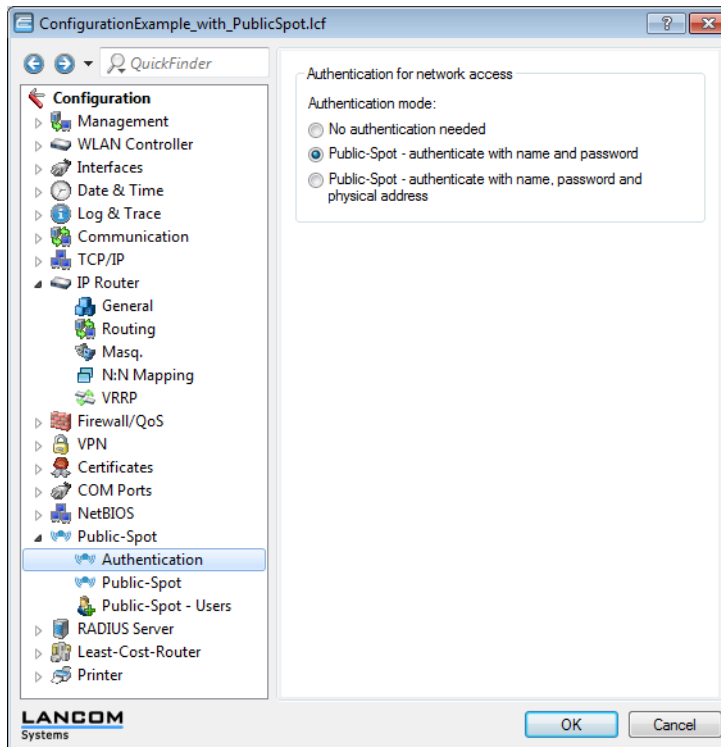 ConfigurationExample_with_PublicSpot.lcf
?
QuickFinder
Configuration
Management
WLAN Controller
Interfaces
Date & Time
Log & Trace
Communication
TCP/IP
IP Router
General
Routing
Masq.
N:N Mapping
VRRP
Firewall/QoS
VPN
Certificates
COM Ports
NetBIOS
Public-Spot
Authentication
Public-Spot
Public-Spot - Users
RADIUS Server
Least-Cost-Router
Printer
Authentication for network access
Authentication mode:
No authentication needed
Public-Spot - authenticate with name and password
Public-Spot - authenticate with name, password and
physical address
LANCOM
Systems
OK
Cancel